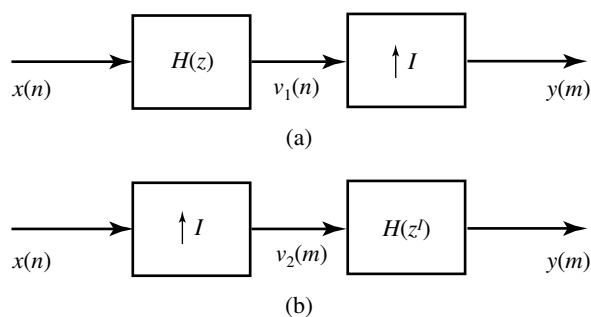 H(z)
↑ I
x(n)
v₁(n)
y(m)
(a)
↑ I
H(zᴵ)
x(n)
v₂(m)
y(m)
(b)